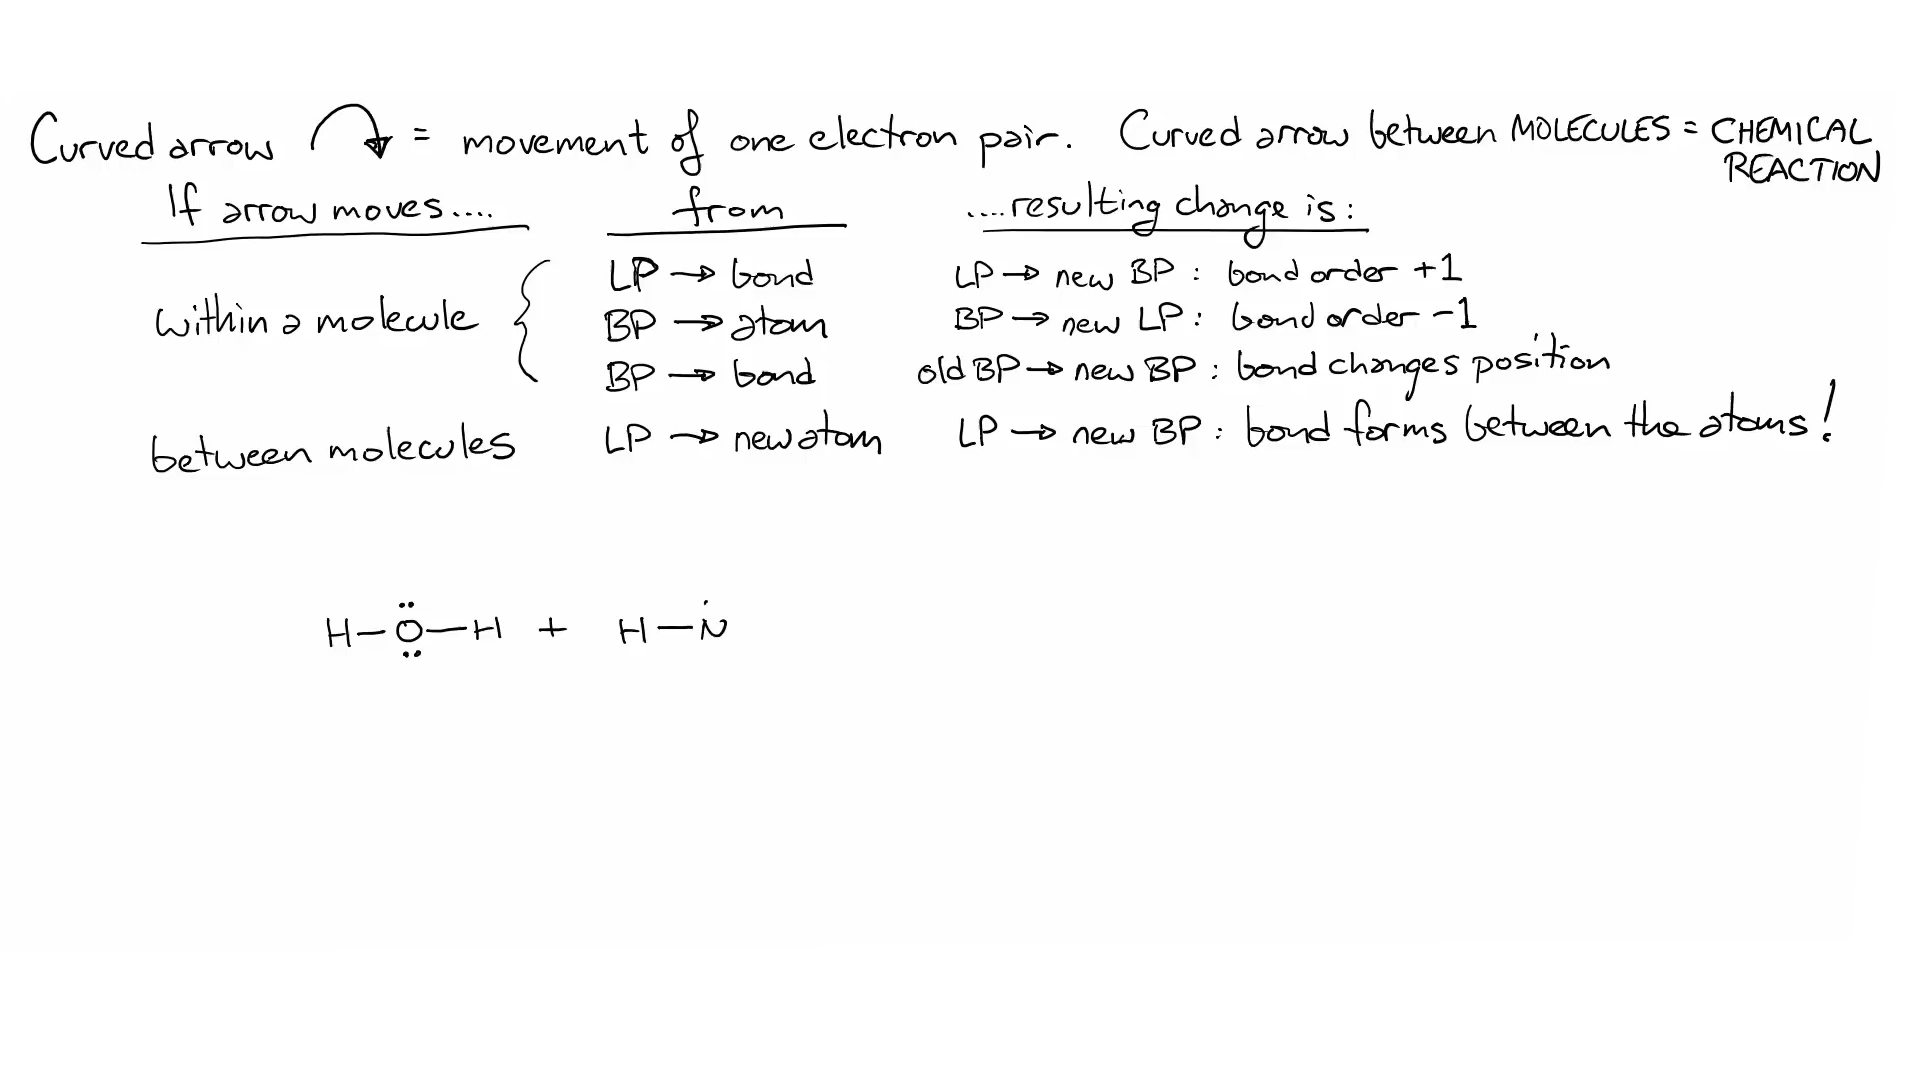 Curved arrow = movement of one electron pair. Curved arrow between MOLECULES = CHEMICAL
REACTION
If arrow moves.... from ....resulting change is:
LP → bond LP → new BP : bond order +1
within a molecule { BP → atom BP → new LP : bond order -1
BP → bond old BP → new BP : bond changes position
between molecules LP → new atom LP → new BP : bond forms between the atoms!
H-O-H + H-N